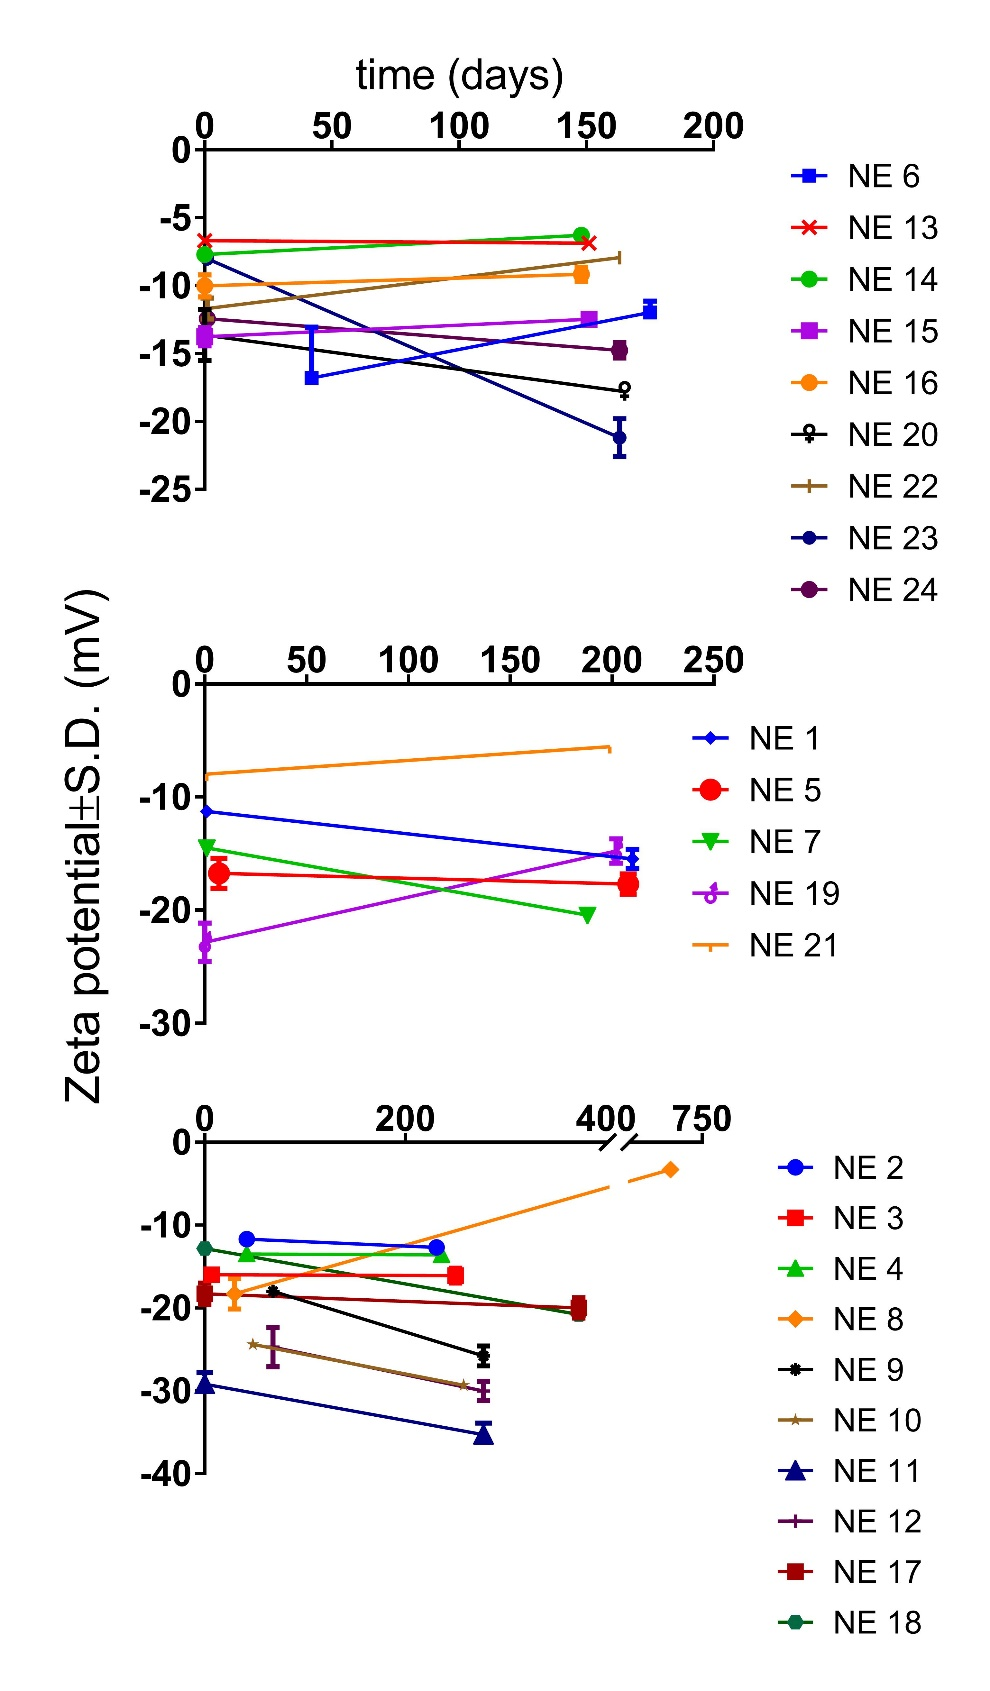 time (days)
0 50 100 150 200
0
-5
-10
-15
-20
-25
NE 6
NE 13
NE 14
NE 15
NE 16
NE 20
NE 22
NE 23
NE 24
Zeta potential±S.D. (mV)
0 50 100 150 200 250
0
-10
-20
-30
NE 1
NE 5
NE 7
NE 19
NE 21
0 200 400 750
0
-10
-20
-30
-40
NE 2
NE 3
NE 4
NE 8
NE 9
NE 10
NE 11
NE 12
NE 17
NE 18